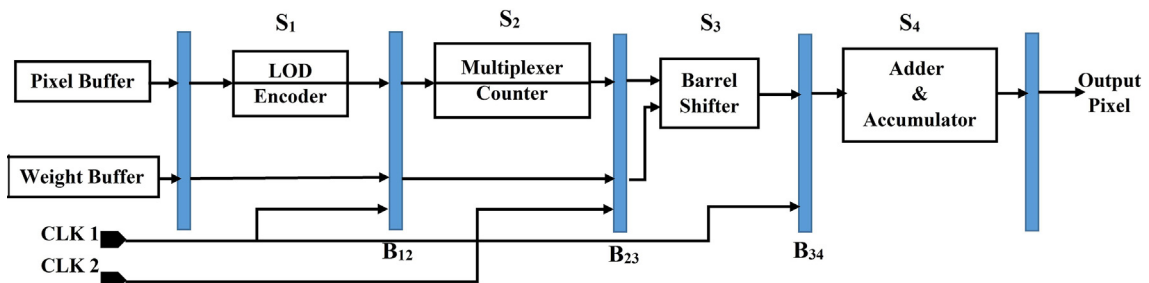 S1
S2
S3
S4
Pixel Buffer
LOD
Encoder
Multiplexer
Counter
Barrel
Shifter
Adder
&
Accumulator
Output
Pixel
Weight Buffer
CLK 1
CLK 2
B12
B23
B34